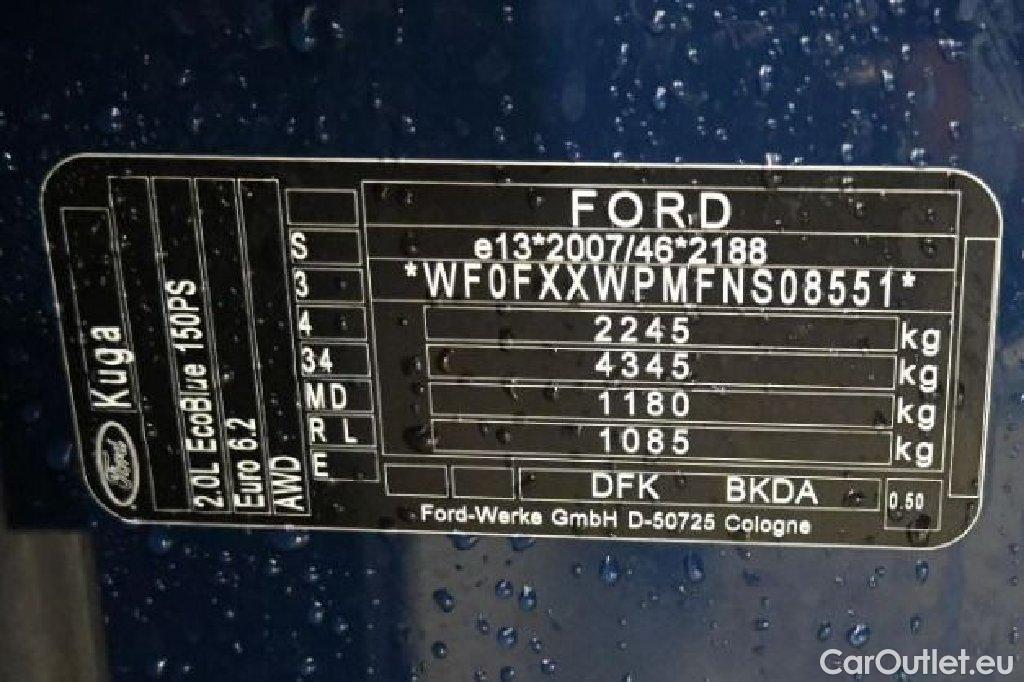 FORD
e13*2007/46*2188
*WF0FXXWPMFNS08551*
2245 kg
4345 kg
1180 kg
1085 kg
DFK BKDA
0.50
Ford-Werke GmbH D-50725 Cologne
S
3
4
34
MD
R L
E
Ford Kuga
2.0L EcoBlue 150PS
Euro 6.2
AWD
CarOutlet.eu